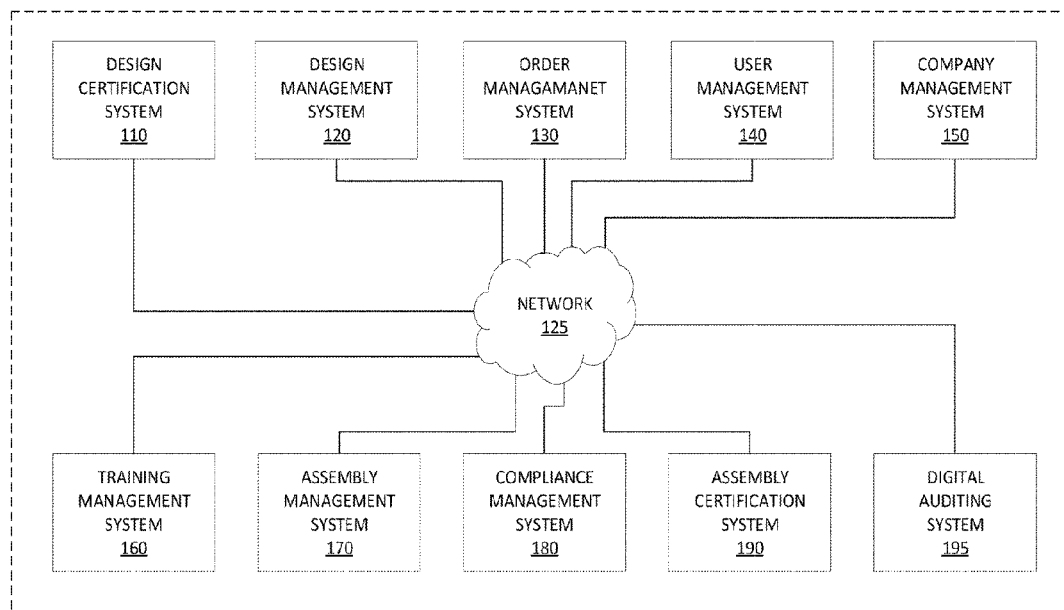 DESIGN
CERTIFICATION
SYSTEM
110
DESIGN
MANAGEMENT
SYSTEM
120
ORDER
MANAGAMANET
SYSTEM
130
USER
MANAGEMENT
SYSTEM
140
COMPANY
MANAGEMENT
SYSTEM
150
NETWORK
125
TRAINING
MANAGEMENT
SYSTEM
160
ASSEMBLY
MANAGEMENT
SYSTEM
170
COMPLIANCE
MANAGEMENT
SYSTEM
180
ASSEMBLY
CERTIFICATION
SYSTEM
190
DIGITAL
AUDITING
SYSTEM
195